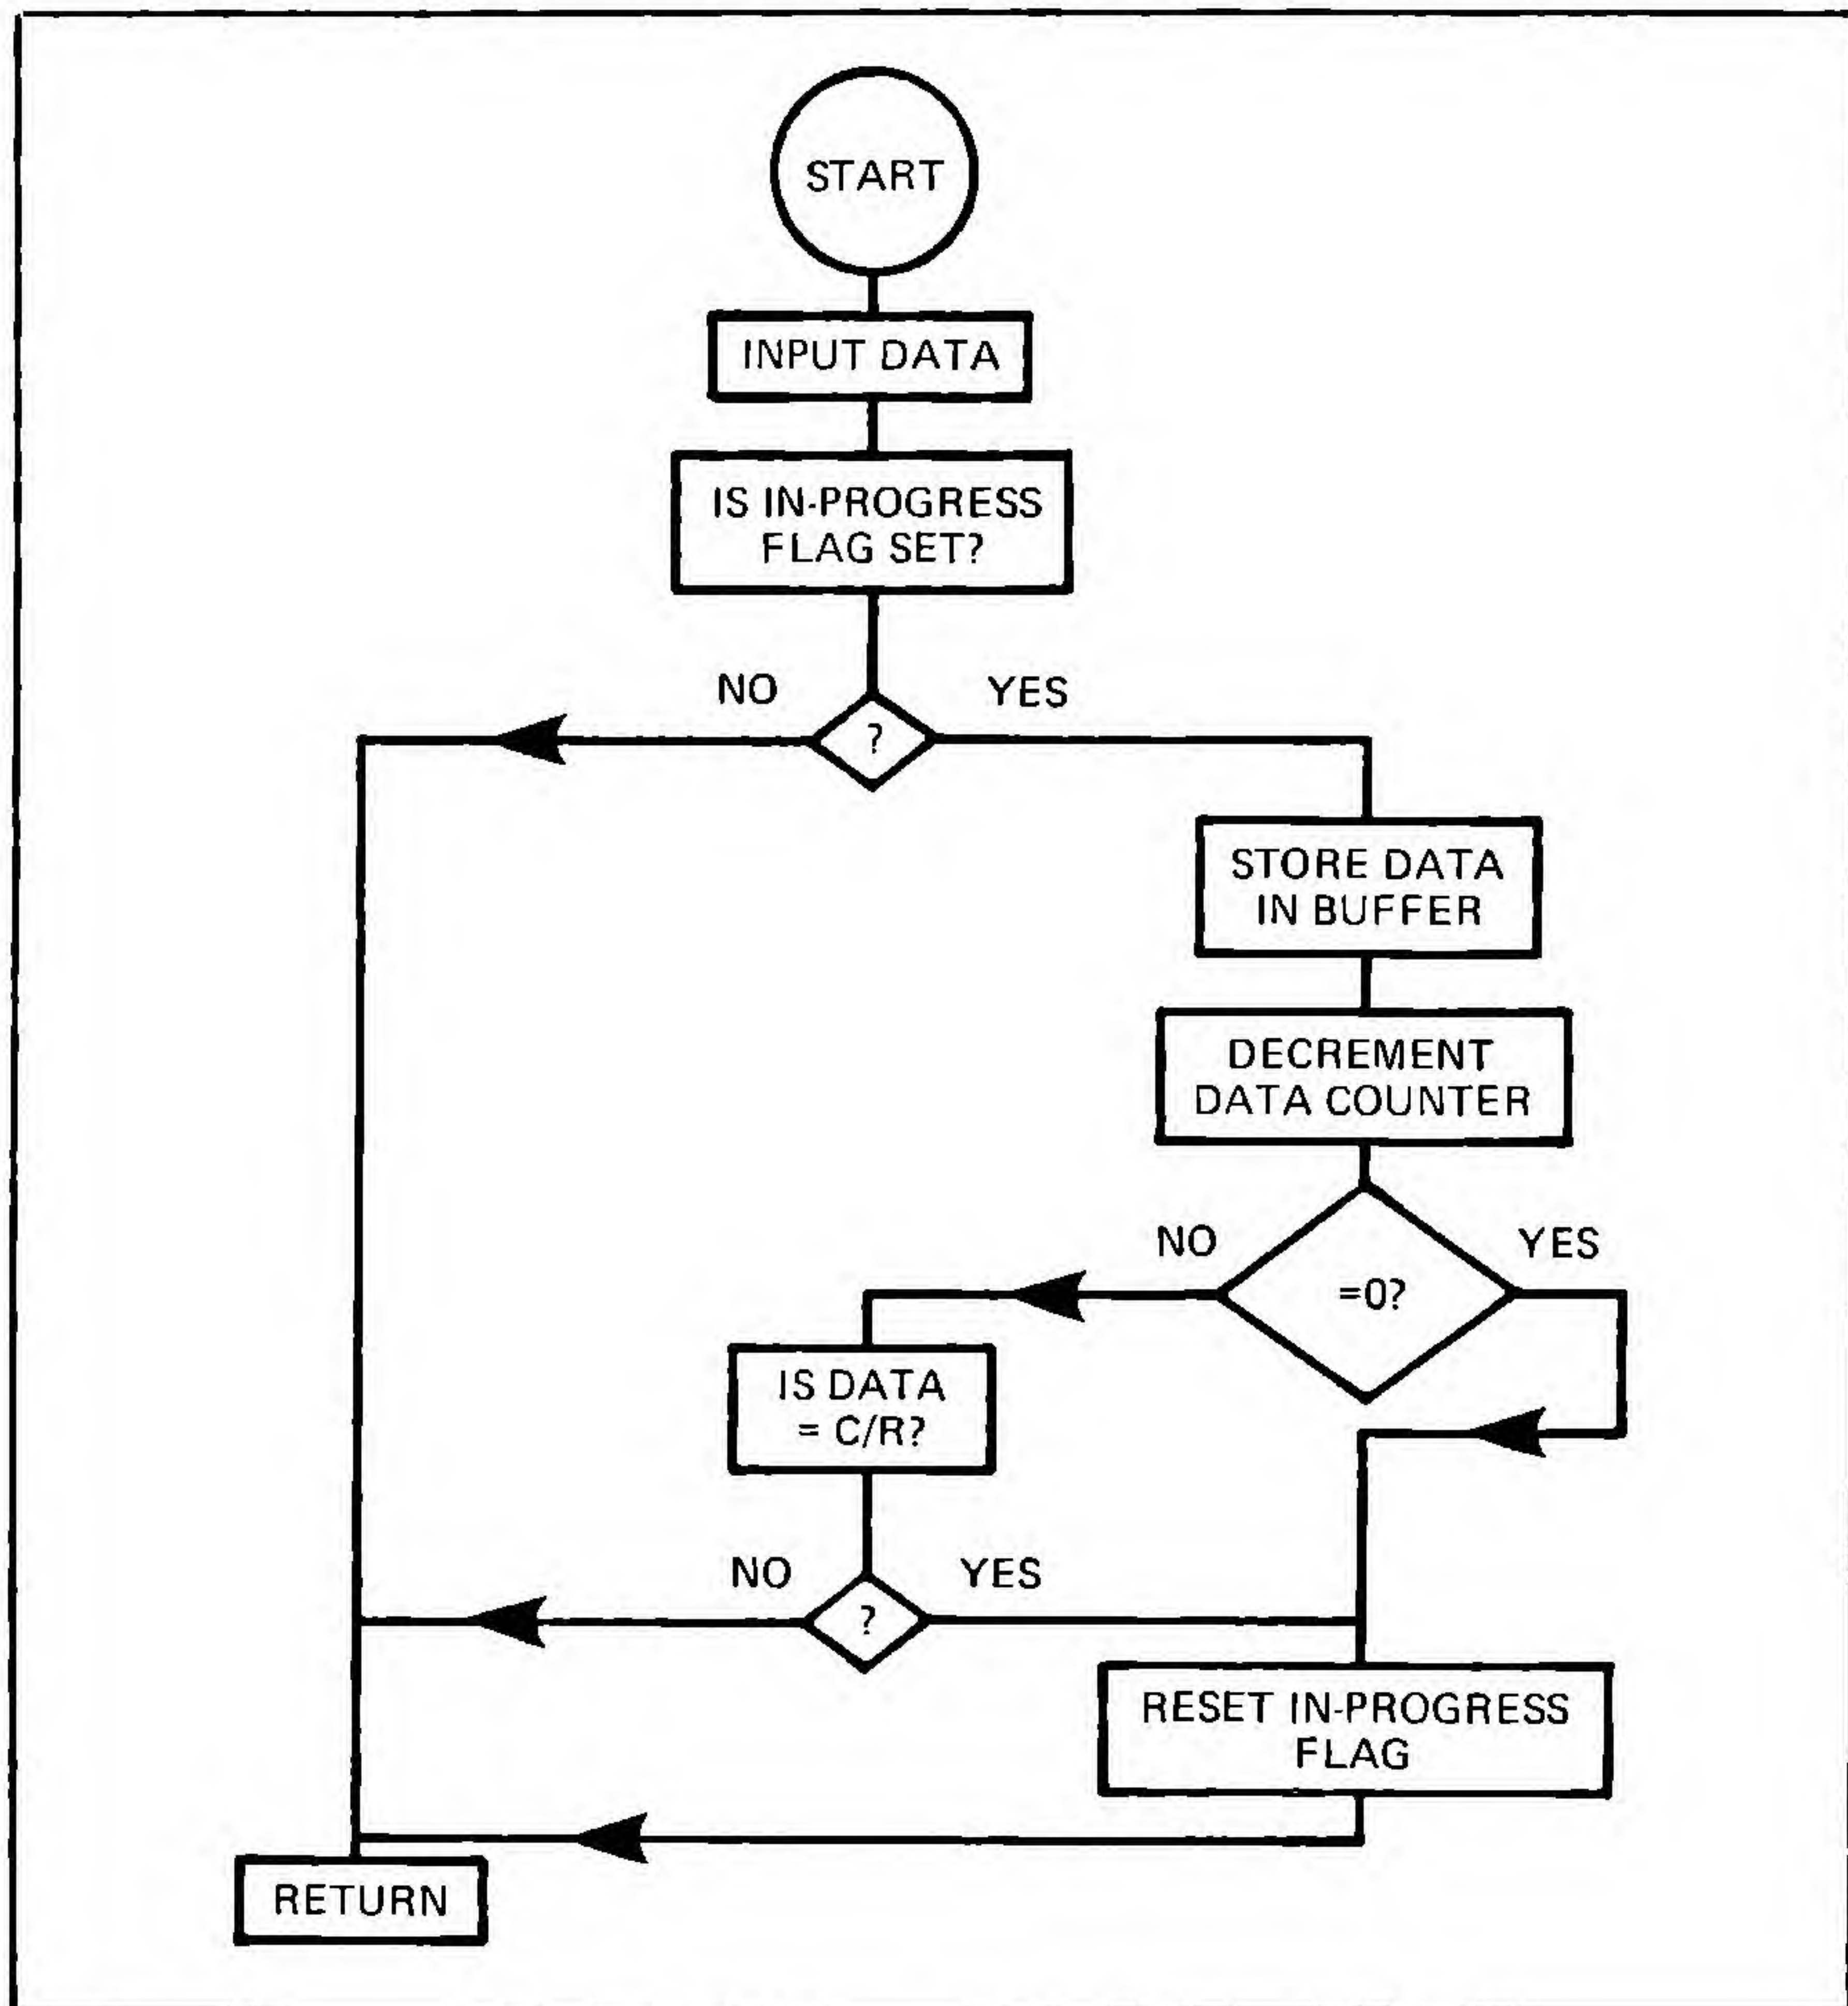 START
INPUT DATA
IS IN-PROGRESS
FLAG SET?
NO
YES
?
STORE DATA
IN BUFFER
DECREMENT
DATA COUNTER
NO
YES
=0?
IS DATA
= C/R?
NO
YES
?
RESET IN-PROGRESS
FLAG
RETURN